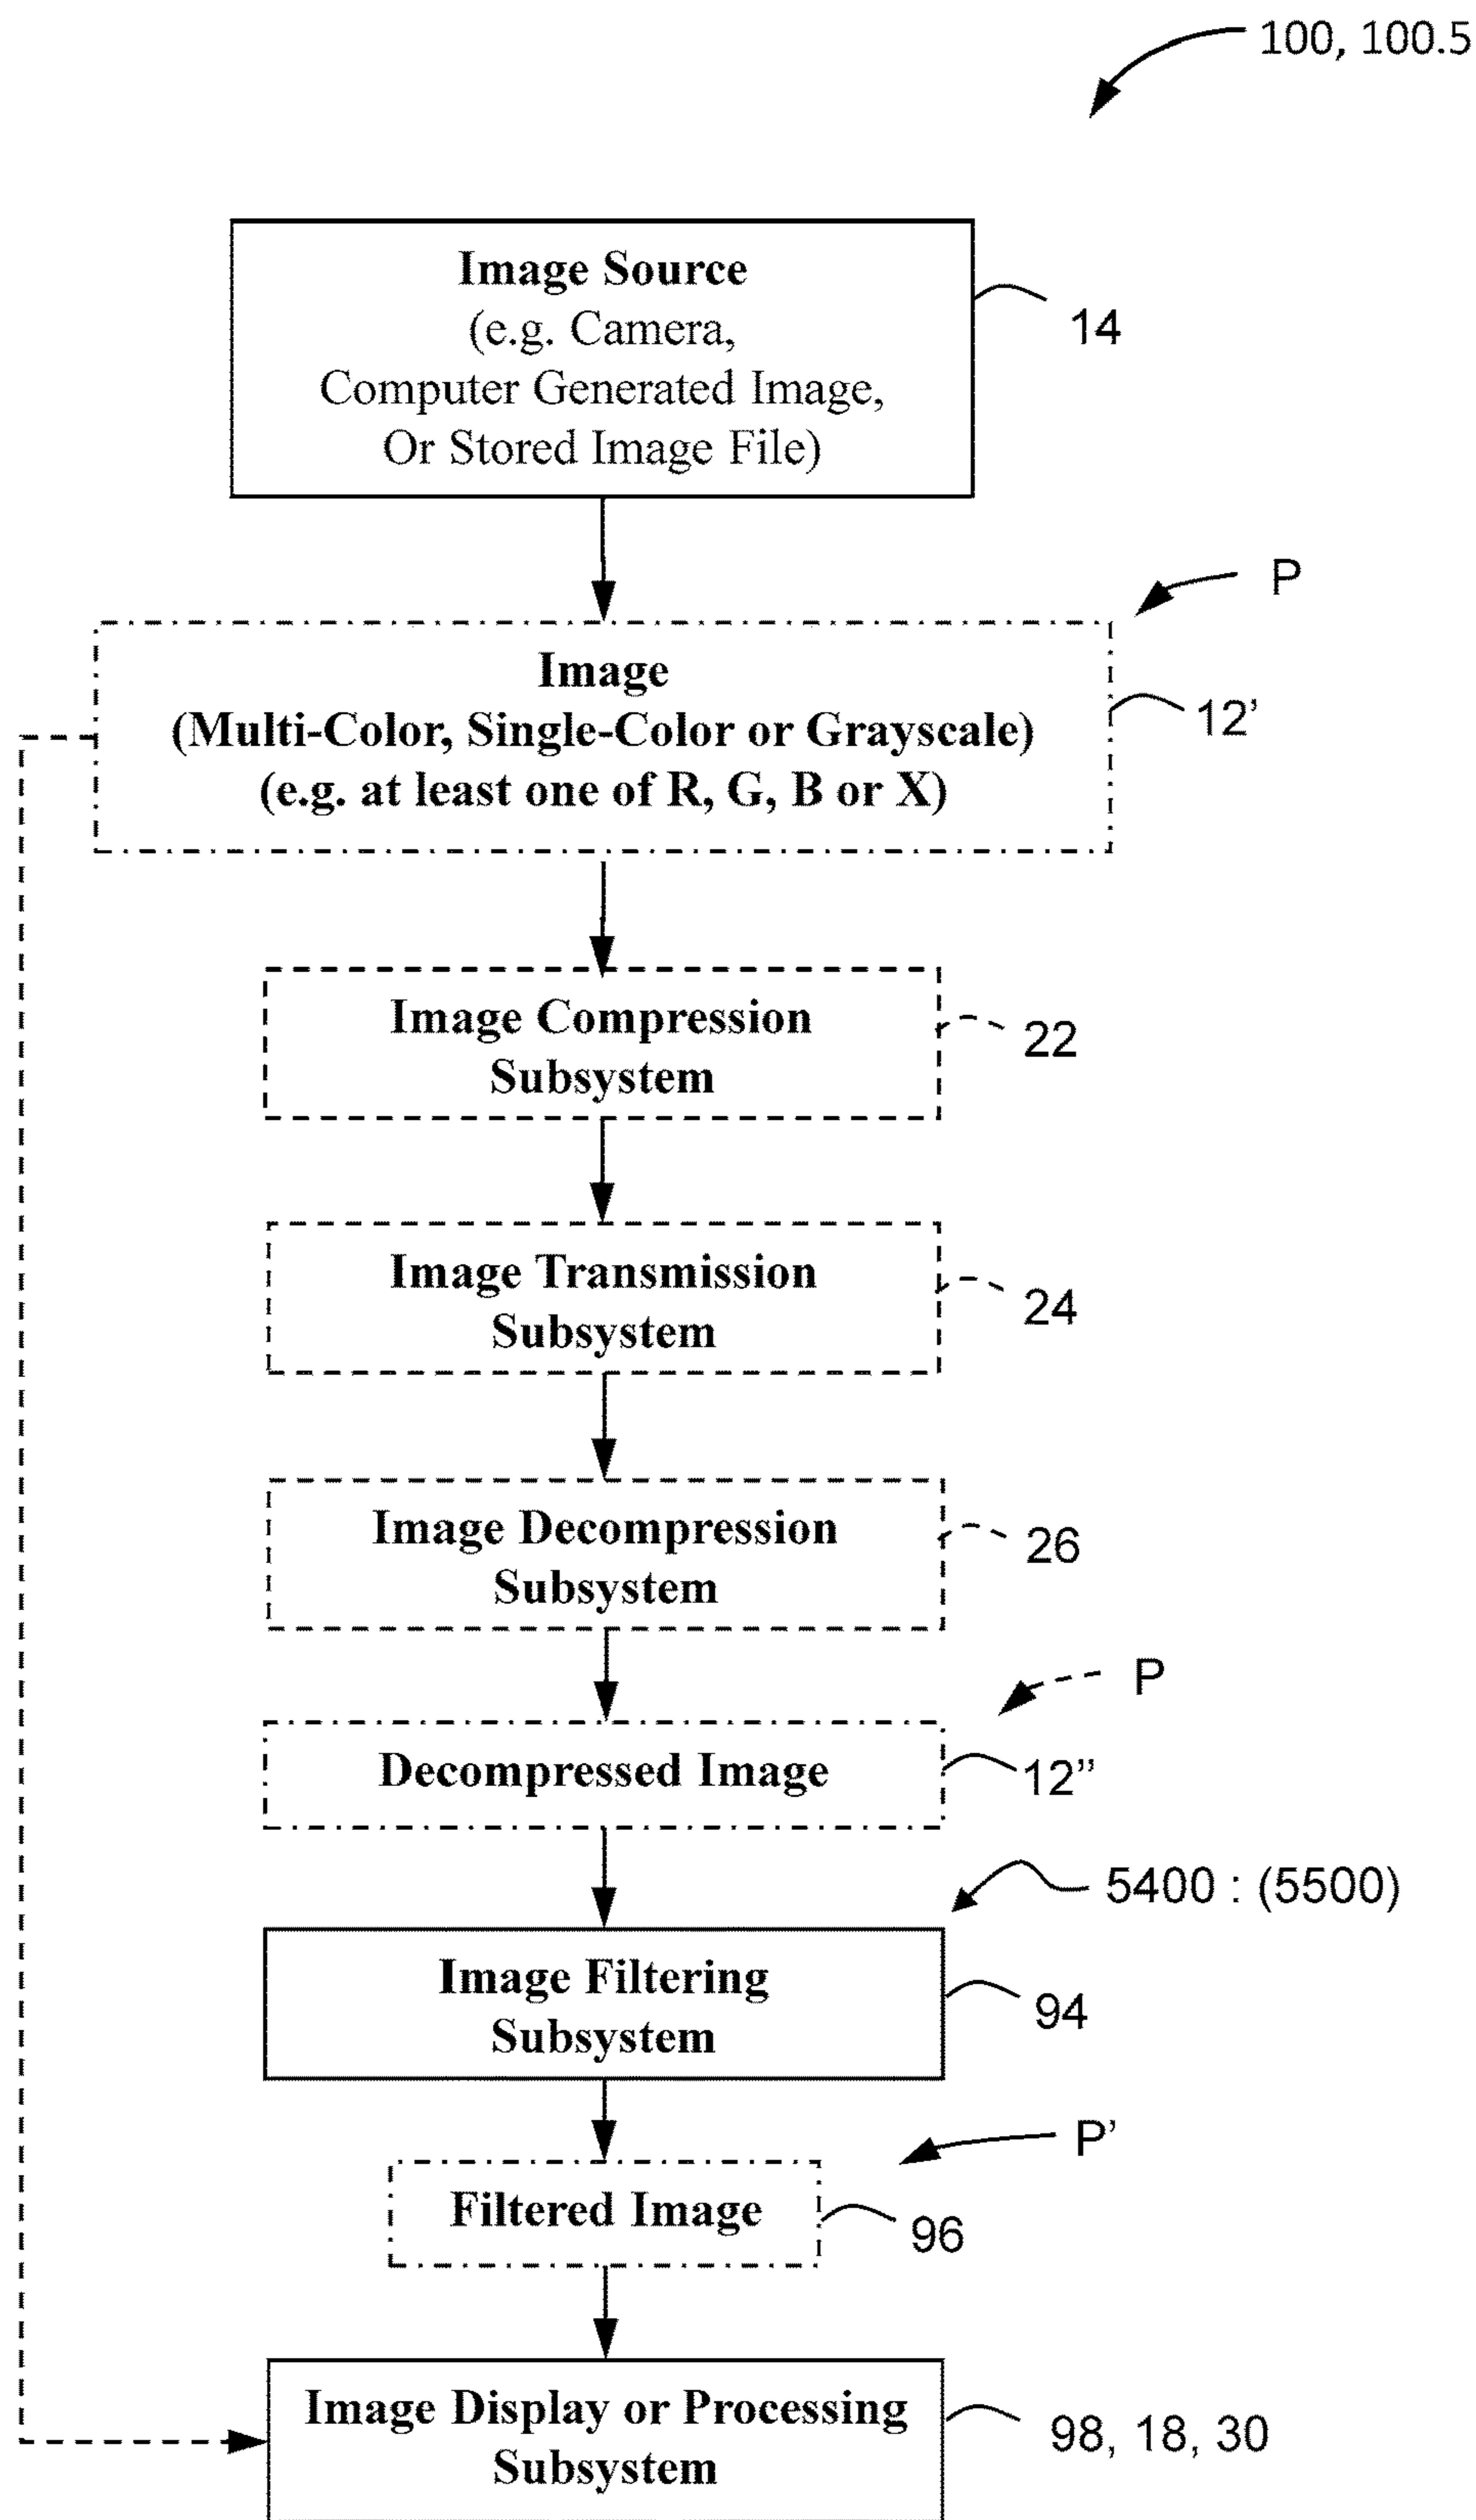 100, 100.5
Image Source
(e.g. Camera,
Computer Generated Image,
Or Stored Image File)
14
P
Image
(Multi-Color, Single-Color or Grayscale)
(e.g. at least one of R, G, B or X)
12’
Image Compression
Subsystem
22
Image Transmission
Subsystem
24
Image Decompression
Subsystem
26
P
Decompressed Image
12”
5400 : (5500)
Image Filtering
Subsystem
94
P’
Filtered Image
96
Image Display or Processing
Subsystem
98, 18, 30